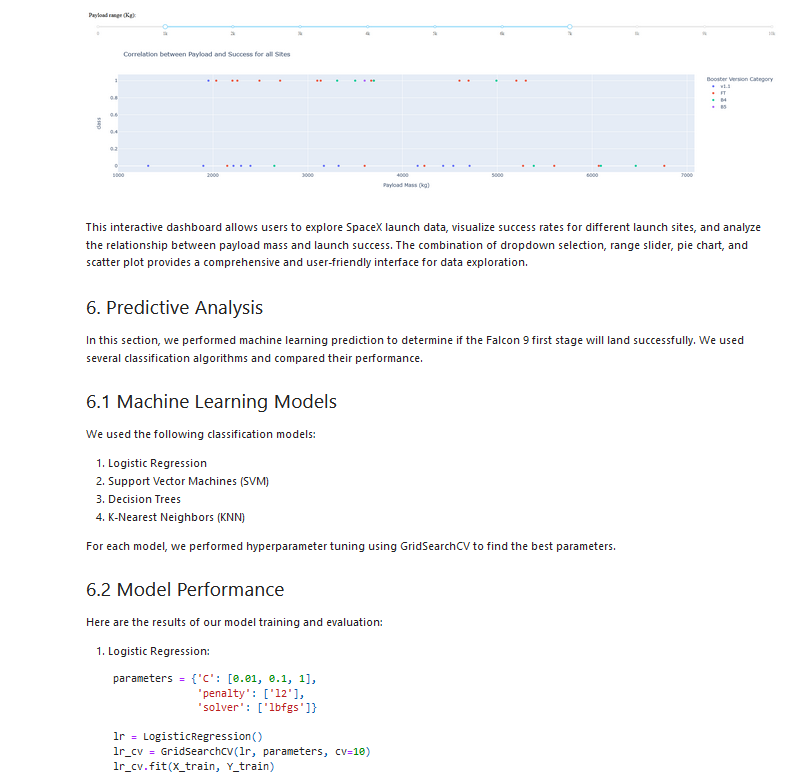 Payload range (Kg):
0 1k 2k 3k 4k 5k 6k 7k 8k 9k 10k
Correlation between Payload and Success for all Sites
Booster Version Category
v1.1
FT
B4
B5
class
1
0.8
0.6
0.4
0.2
0
1000 2000 3000 4000 5000 6000 7000
Payload Mass (kg)
This interactive dashboard allows users to explore SpaceX launch data, visualize success rates for different launch sites, and analyze
the relationship between payload mass and launch success. The combination of dropdown selection, range slider, pie chart, and
scatter plot provides a comprehensive and user-friendly interface for data exploration.
6. Predictive Analysis
In this section, we performed machine learning prediction to determine if the Falcon 9 first stage will land successfully. We used
several classification algorithms and compared their performance.
6.1 Machine Learning Models
We used the following classification models:
1. Logistic Regression
2. Support Vector Machines (SVM)
3. Decision Trees
4. K-Nearest Neighbors (KNN)
For each model, we performed hyperparameter tuning using GridSearchCV to find the best parameters.
6.2 Model Performance
Here are the results of our model training and evaluation:
1. Logistic Regression:
parameters = {'C': [0.01, 0.1, 1],
'penalty': ['l2'],
'solver': ['lbfgs']}
lr = LogisticRegression()
lr_cv = GridSearchCV(lr, parameters, cv=10)
lr_cv.fit(X_train, Y_train)